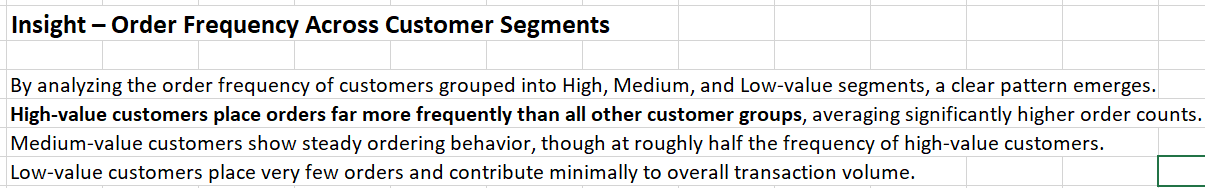 Insight – Order Frequency Across Customer Segments
By analyzing the order frequency of customers grouped into High, Medium, and Low-value segments, a clear pattern emerges.
High-value customers place orders far more frequently than all other customer groups, averaging significantly higher order counts.
Medium-value customers show steady ordering behavior, though at roughly half the frequency of high-value customers.
Low-value customers place very few orders and contribute minimally to overall transaction volume.